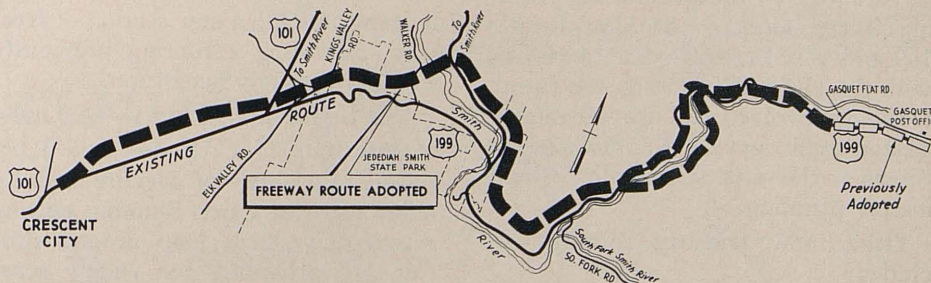 101
To Smith River
KINGS VALLEY
RD.
WALKER RD.
To
Smith River
GASQUET FLAT RD.
GASQUET
POST OFFI
199
Previously
Adopted
EXISTING
ROUTE
ELK VALLEY RD.
Smith
199
JEDEDIAH SMITH
STATE PARK
FREEWAY ROUTE ADOPTED
101
CRESCENT
CITY
River
South Fork Smith River
SO. FORK RD